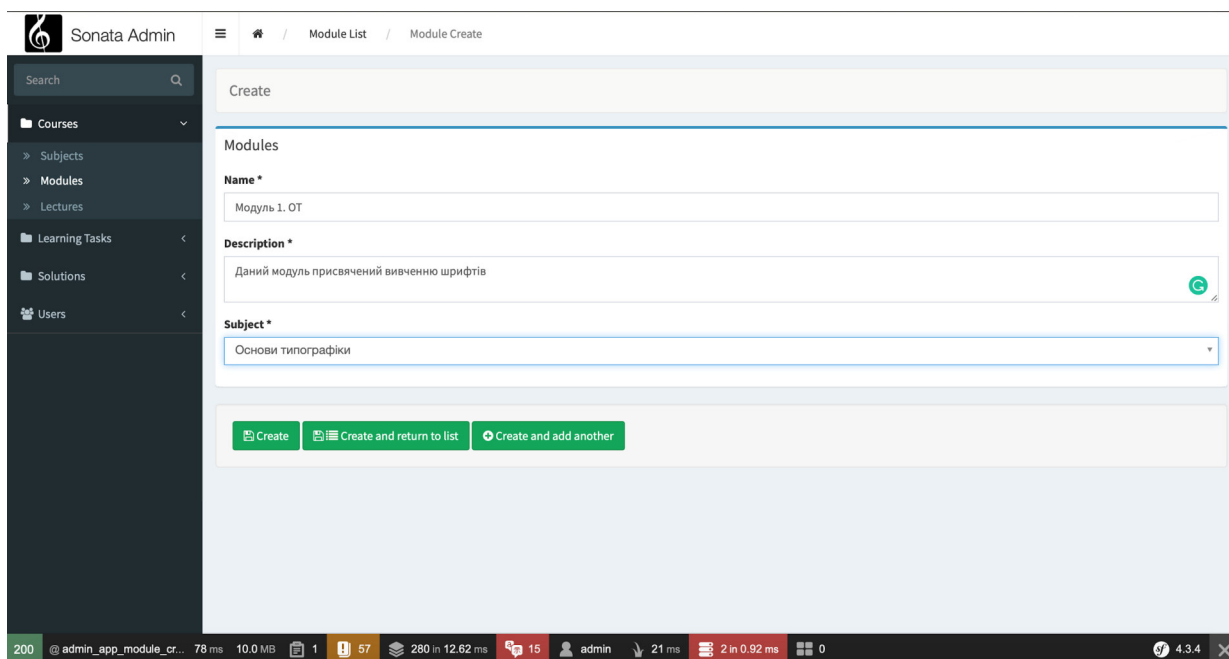 Sonata Admin
/ Module List / Module Create
Search
Create
Courses
Subjects
Modules
Lectures
Learning Tasks
Solutions
Users
Modules
Name *
Модуль 1. ОТ
Description *
Даний модуль присвячений вивченню шрифтів
Subject *
Основи типографіки
Create
Create and return to list
Create and add another
200 @ admin_app_module_cr... 78 ms 10.0 MB 1 57 280 in 12.62 ms 15 admin 21 ms 2 in 0.92 ms 0 sf 4.3.4